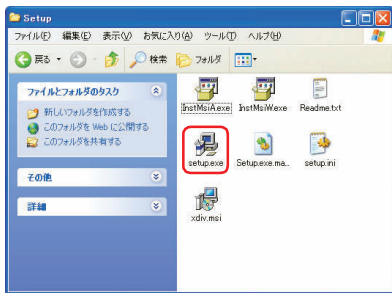 Setup
ファイル(F) 編集(E) 表示(V) お気に入り(A) ツール(T) ヘルプ(H)
戻る 検索 フォルダ
ファイルとフォルダのタスク
新しいフォルダを作成する
このフォルダを Web に公開する
このフォルダを共有する
その他
詳細
InstMsiA.exe InstMsiW.exe Readme.txt
setup.exe Setup.exe.ma... setup.ini
xdiv.msi